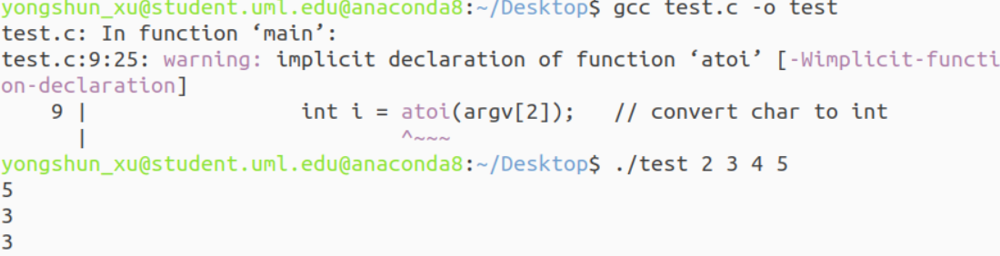 yongshun_xu@student.uml.edu@anaconda8:~/Desktop$ gcc test.c -o test
test.c: In function ‘main’:
test.c:9:25: warning: implicit declaration of function ‘atoi’ [-Wimplicit-functi
on-declaration]
    9 |                 int i = atoi(argv[2]);   // convert char to int
      |                         ^~~~
yongshun_xu@student.uml.edu@anaconda8:~/Desktop$ ./test 2 3 4 5
5
3
3